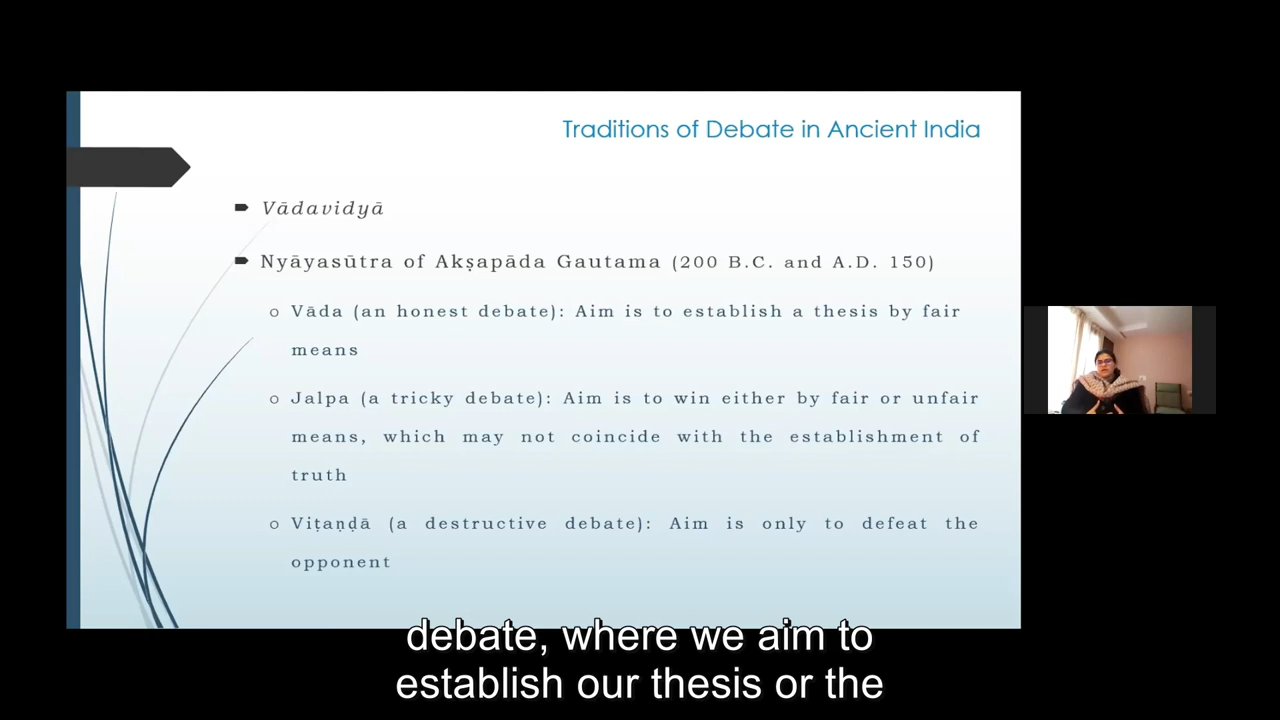 Traditions of Debate in Ancient India
Vādavidyā
Nyāyasūtra of Akṣapāda Gautama (200 B.C. and A.D. 150)
Vāda (an honest debate): Aim is to establish a thesis by fair
means
Jalpa (a tricky debate): Aim is to win either by fair or unfair
means, which may not coincide with the establishment of
truth
Viṭaṇḍā (a destructive debate): Aim is only to defeat the
opponent
debate, where we aim to
establish our thesis or the